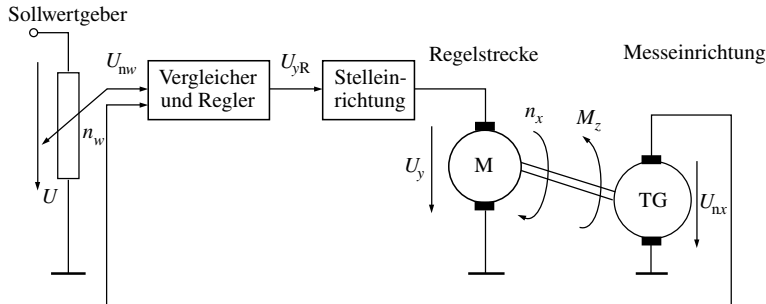 Sollwertgeber
Regelstrecke
Messeinrichtung
U_nw
Vergleicher
und Regler
U_yR
Stellein-
richtung
n_w
U
U_y
M
n_x
M_z
TG
U_nx